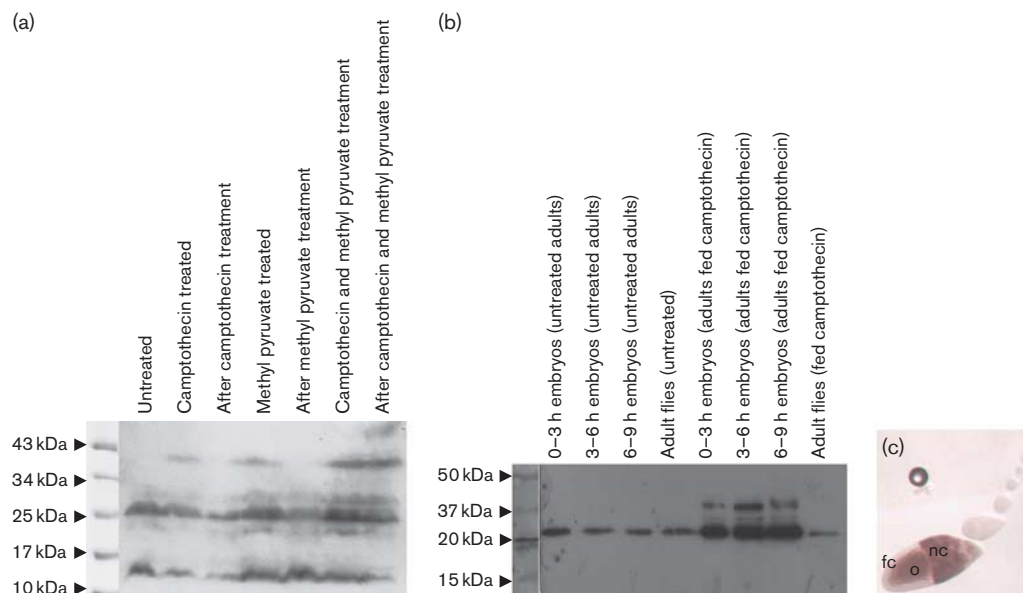 (a)
Untreated
Camptothecin treated
After camptothecin treatment
Methyl pyruvate treated
After methyl pyruvate treatment
Camptothecin and methyl pyruvate treatment
After camptothecin and methyl pyruvate treatment
43 kDa
34 kDa
25 kDa
17 kDa
10 kDa
(b)
0–3 h embryos (untreated adults)
3–6 h embryos (untreated adults)
6–9 h embryos (untreated adults)
Adult flies (untreated)
0–3 h embryos (adults fed camptothecin)
3–6 h embryos (adults fed camptothecin)
6–9 h embryos (adults fed camptothecin)
Adult flies (fed camptothecin)
50 kDa
37 kDa
20 kDa
15 kDa
(c)
fc
o
nc